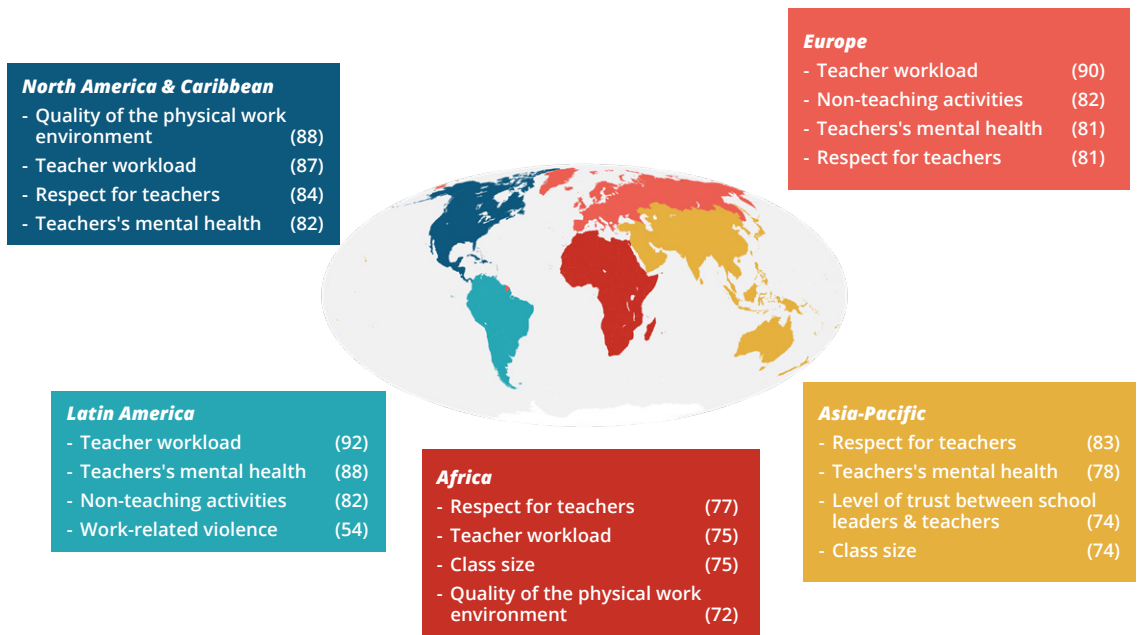 Europe
- Teacher workload (90)
- Non-teaching activities (82)
- Teachers's mental health (81)
- Respect for teachers (81)
North America & Caribbean
- Quality of the physical work
environment (88)
- Teacher workload (87)
- Respect for teachers (84)
- Teachers's mental health (82)
Latin America
- Teacher workload (92)
- Teachers's mental health (88)
- Non-teaching activities (82)
- Work-related violence (54)
Africa
- Respect for teachers (77)
- Teacher workload (75)
- Class size (75)
- Quality of the physical work
environment (72)
Asia-Pacific
- Respect for teachers (83)
- Teachers's mental health (78)
- Level of trust between school
leaders & teachers (74)
- Class size (74)